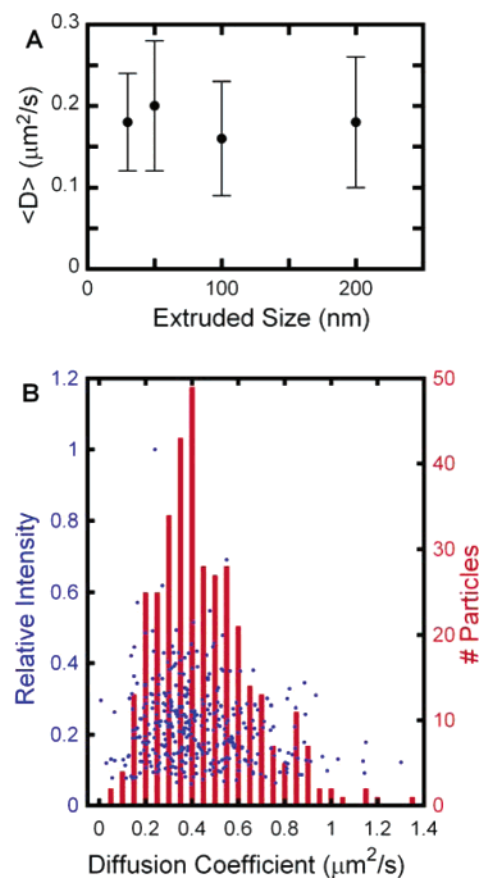 A
0.3
0.2
0.1
0
<D> (μm²/s)
0 100 200
Extruded Size (nm)
B
1.2
1
0.8
0.6
0.4
0.2
0
Relative Intensity
50
40
30
20
10
0
# Particles
0 0.2 0.4 0.6 0.8 1 1.2 1.4
Diffusion Coefficient (μm²/s)